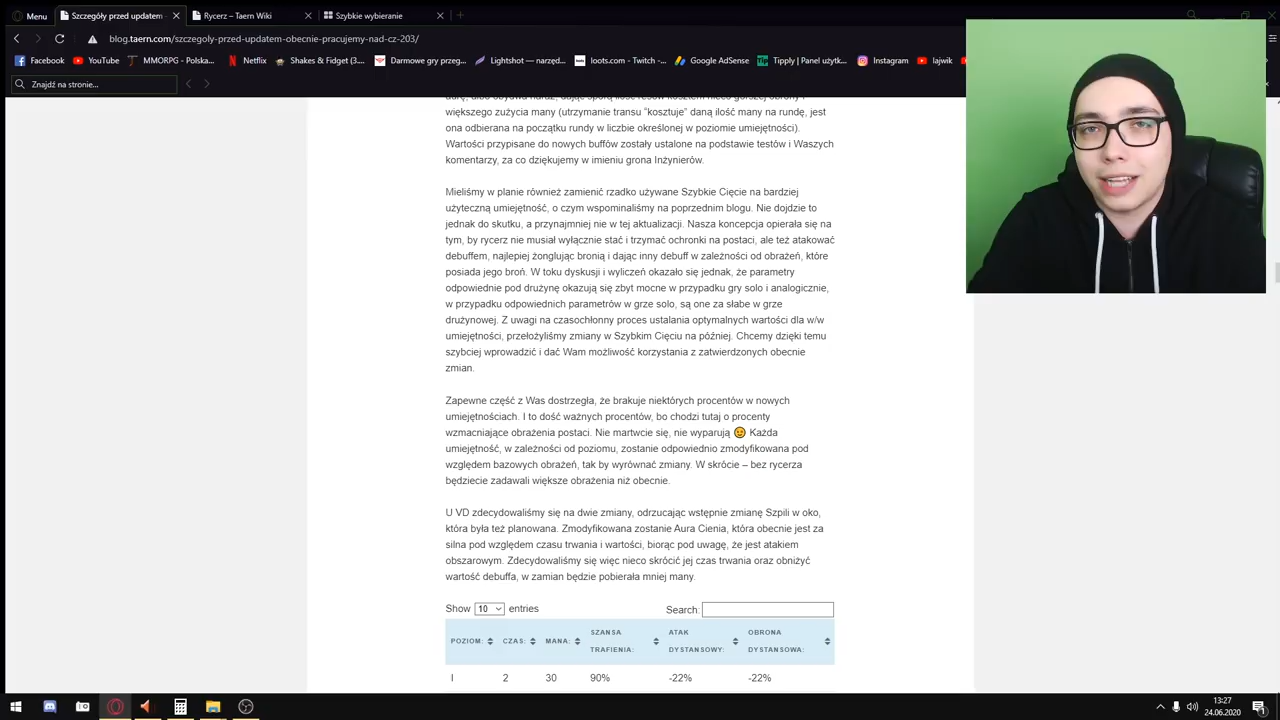 Menu
Szczegóły przed updatem
Rycerz – Taern Wiki
Szybkie wybieranie
blog.taern.com/szczegoly-przed-updatem-obecnie-pracujemy-nad-cz-203/
Facebook YouTube MMORPG - Polska... Netflix Shakes & Fidget (3.... Darmowe gry przeg... Lightshot — narzęd... loots.com - Twitch -... Google AdSense Tipply | Panel użytk... Instagram lajwik
Znajdź na stronie...
większego zużycia many (utrzymanie transu "kosztuje" daną ilość many na rundę, jest
ona odbierana na początku rundy w liczbie określonej w poziomie umiejętności).
Wartości przypisane do nowych buffów zostały ustalone na podstawie testów i Waszych
komentarzy, za co dziękujemy w imieniu grona Inżynierów.
Mieliśmy w planie również zamienić rzadko używane Szybkie Cięcie na bardziej
użyteczną umiejętność, o czym wspominaliśmy na poprzednim blogu. Nie dojdzie to
jednak do skutku, a przynajmniej nie w tej aktualizacji. Nasza koncepcja opierała się na
tym, by rycerz nie musiał wyłącznie stać i trzymać ochronki na postaci, ale też atakować
debuffem, najlepiej żonglując bronią i dając inny debuff w zależności od obrażeń, które
posiada jego broń. W toku dyskusji i wyliczeń okazało się jednak, że parametry
odpowiednie pod drużynę okazują się zbyt mocne w przypadku gry solo i analogicznie,
w przypadku odpowiednich parametrów w grze solo, są one za słabe w grze
drużynowej. Z uwagi na czasochłonny proces ustalania optymalnych wartości dla w/w
umiejętności, przełożyliśmy zmiany w Szybkim Cięciu na później. Chcemy dzięki temu
szybciej wprowadzić i dać Wam możliwość korzystania z zatwierdzonych obecnie
zmian.
Zapewne część z Was dostrzegła, że brakuje niektórych procentów w nowych
umiejętnościach. I to dość ważnych procentów, bo chodzi tutaj o procenty
wzmacniające obrażenia postaci. Nie martwcie się, nie wyparują 😉 Każda
umiejętność, w zależności od poziomu, zostanie odpowiednio zmodyfikowana pod
względem bazowych obrażeń, tak by wyrównać zmiany. W skrócie – bez rycerza
będziecie zadawali większe obrażenia niż obecnie.
U VD zdecydowaliśmy się na dwie zmiany, odrzucając wstępnie zmianę Szpili w oko,
która była też planowana. Zmodyfikowana zostanie Aura Cienia, która obecnie jest za
silna pod względem czasu trwania i wartości, biorąc pod uwagę, że jest atakiem
obszarowym. Zdecydowaliśmy się więc nieco skrócić jej czas trwania oraz obniżyć
wartość debuffa, w zamian będzie pobierała mniej many.
Show 10 entries Search:
POZIOM: CZAS: MANA: SZANSA TRAFIENIA: ATAK DYSTANSOWY: OBRONA DYSTANSOWA:
I 2 30 90% -22% -22%
13:27
24.06.2020